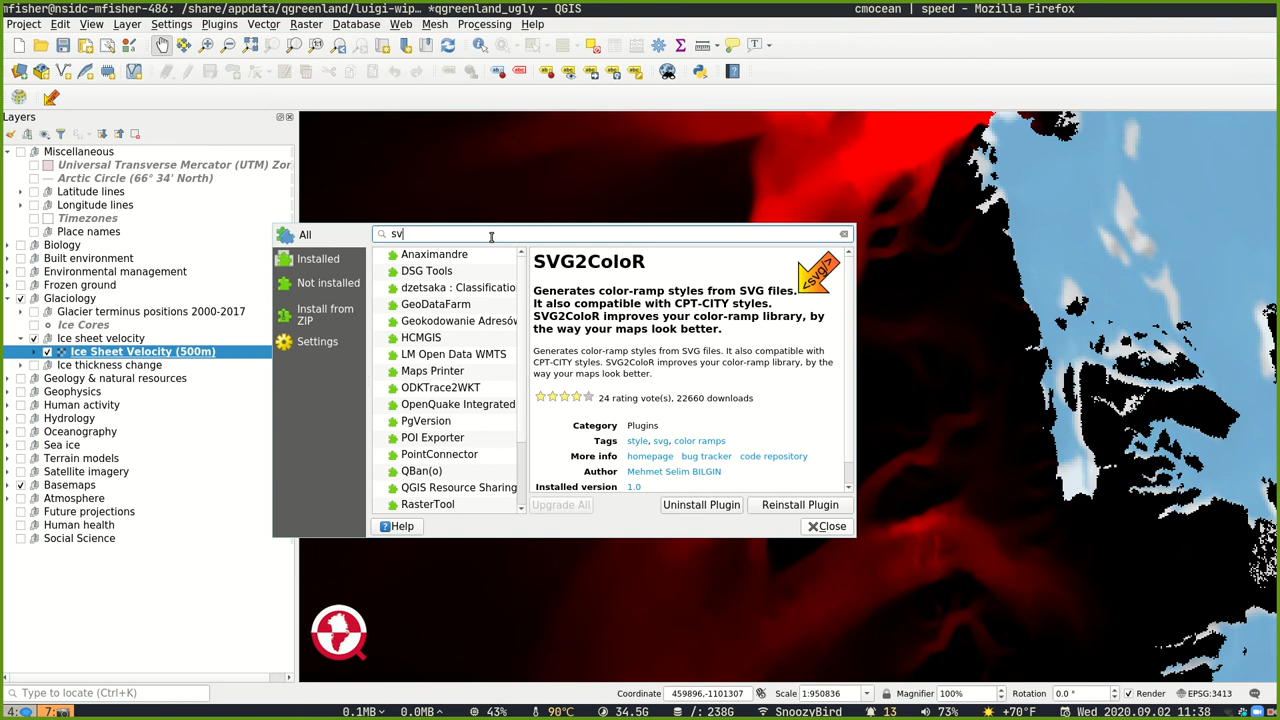 mfisher@nsidc-mfisher-486: /share/appdata/qgreenland/luigi-wip… *qgreenland_ugly - QGIS
cmocean | speed - Mozilla Firefox
Project Edit View Layer Settings Plugins Vector Raster Database Web Mesh Processing Help
Layers
Miscellaneous
Universal Transverse Mercator (UTM) Zor
Arctic Circle (66° 34' North)
Latitude lines
Longitude lines
Timezones
Place names
Biology
Built environment
Environmental management
Frozen ground
Glaciology
Glacier terminus positions 2000-2017
Ice Cores
Ice sheet velocity
Ice Sheet Velocity (500m)
Ice thickness change
Geology & natural resources
Geophysics
Human activity
Hydrology
Oceanography
Sea ice
Terrain models
Satellite imagery
Basemaps
Atmosphere
Future projections
Human health
Social Science
All
Installed
Not installed
Install from
ZIP
Settings
sv
Anaximandre
DSG Tools
dzetsaka : Classificatio
GeoDataFarm
Geokodowanie Adresów
HCMGIS
LM Open Data WMTS
Maps Printer
ODKTrace2WKT
OpenQuake Integrated
PgVersion
POI Exporter
PointConnector
QBan(o)
QGIS Resource Sharing
RasterTool
SVG2ColoR
<svg/>
Generates color-ramp styles from SVG files.
It also compatible with CPT-CITY styles.
SVG2ColoR improves your color-ramp library, by
the way your maps look better.
Generates color-ramp styles from SVG files. It also compatible with
CPT-CITY styles. SVG2ColoR improves your color-ramp library, by the
way your maps look better.
24 rating vote(s), 22660 downloads
Category Plugins
Tags style, svg, color ramps
More info homepage bug tracker code repository
Author Mehmet Selim BILGIN
Installed version 1.0
Upgrade All Uninstall Plugin Reinstall Plugin
Help Close
Type to locate (Ctrl+K) Coordinate 459896,-1101307 Scale 1:950836 Magnifier 100% Rotation 0.0 ° Render EPSG:3413
4: 7: 0.1MB 0.0MB 43% 90°C 34.5G /: 238G SnoozyBird 13 73% +70°F Wed 2020.09.02 11:38